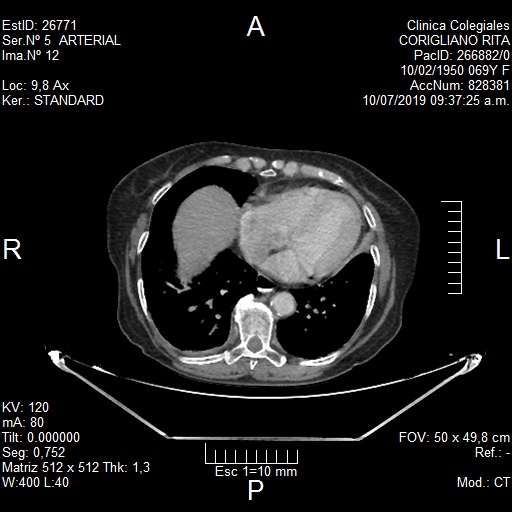 EstID: 26771
Ser.Nº 5 ARTERIAL
Ima.Nº 12
Loc: 9,8 Ax
Ker.: STANDARD
A
Clinica Colegiales
CORIGLIANO RITA
PacID: 266882/0
10/02/1950 069Y F
AccNum: 828381
10/07/2019 09:37:25 a.m.
R
L
KV: 120
mA: 80
Tilt: 0.000000
Seg: 0,752
Matriz 512 x 512 Thk: 1,3
W:400 L:40
Esc 1=10 mm
P
FOV: 50 x 49,8 cm
Ref.: -
Mod.: CT